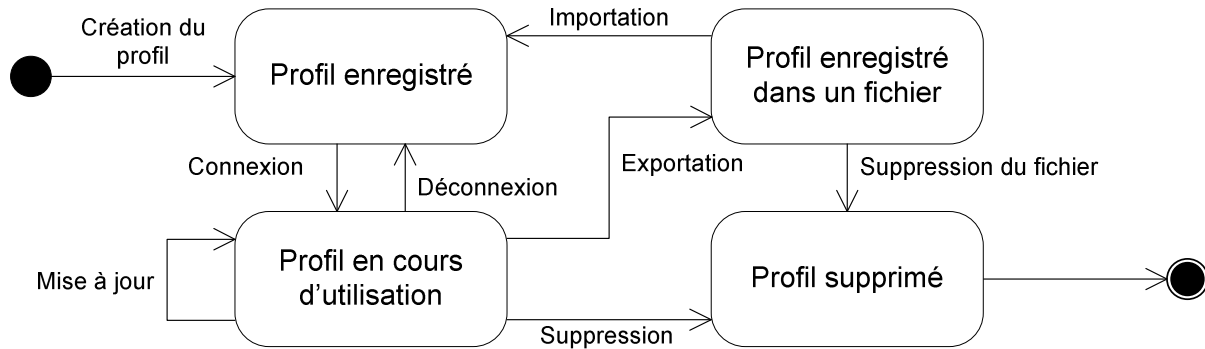 Création du
profil
Profil enregistré
Importation
Profil enregistré
dans un fichier
Connexion
Déconnexion
Exportation
Suppression du fichier
Mise à jour
Profil en cours
d’utilisation
Suppression
Profil supprimé